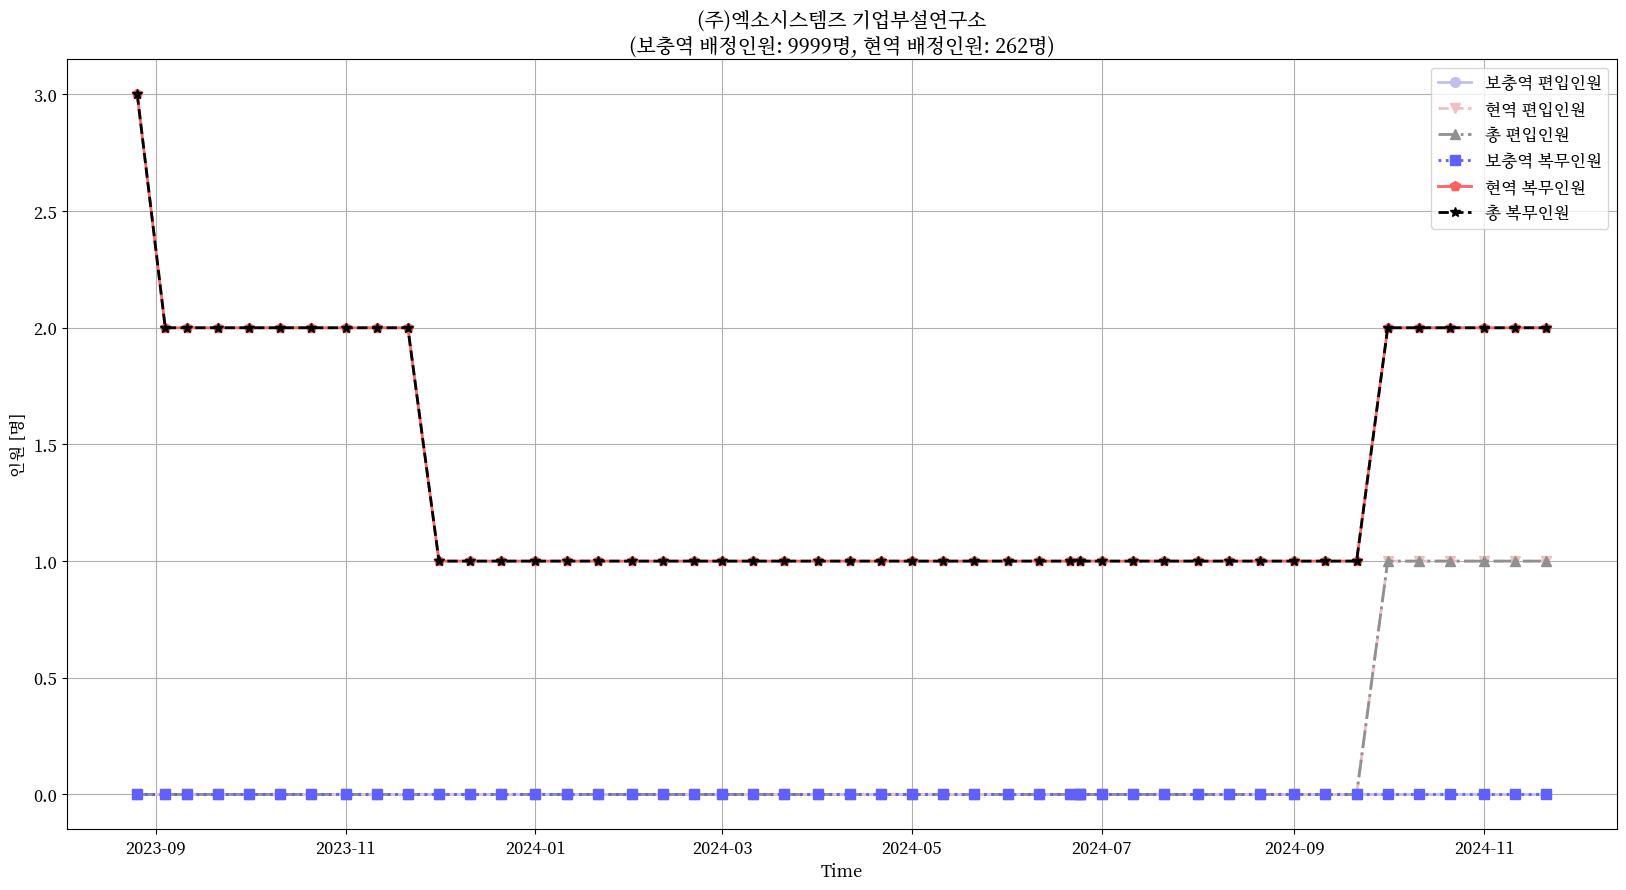 (주)엑소시스템즈 기업부설연구소
(보충역 배정인원: 9999명, 현역 배정인원: 262명)
보충역 편입인원
현역 편입인원
총 편입인원
보충역 복무인원
현역 복무인원
총 복무인원
3.0
2.5
2.0
1.5
1.0
0.5
0.0
인원 [명]
2023-09
2023-11
2024-01
2024-03
2024-05
2024-07
2024-09
2024-11
Time